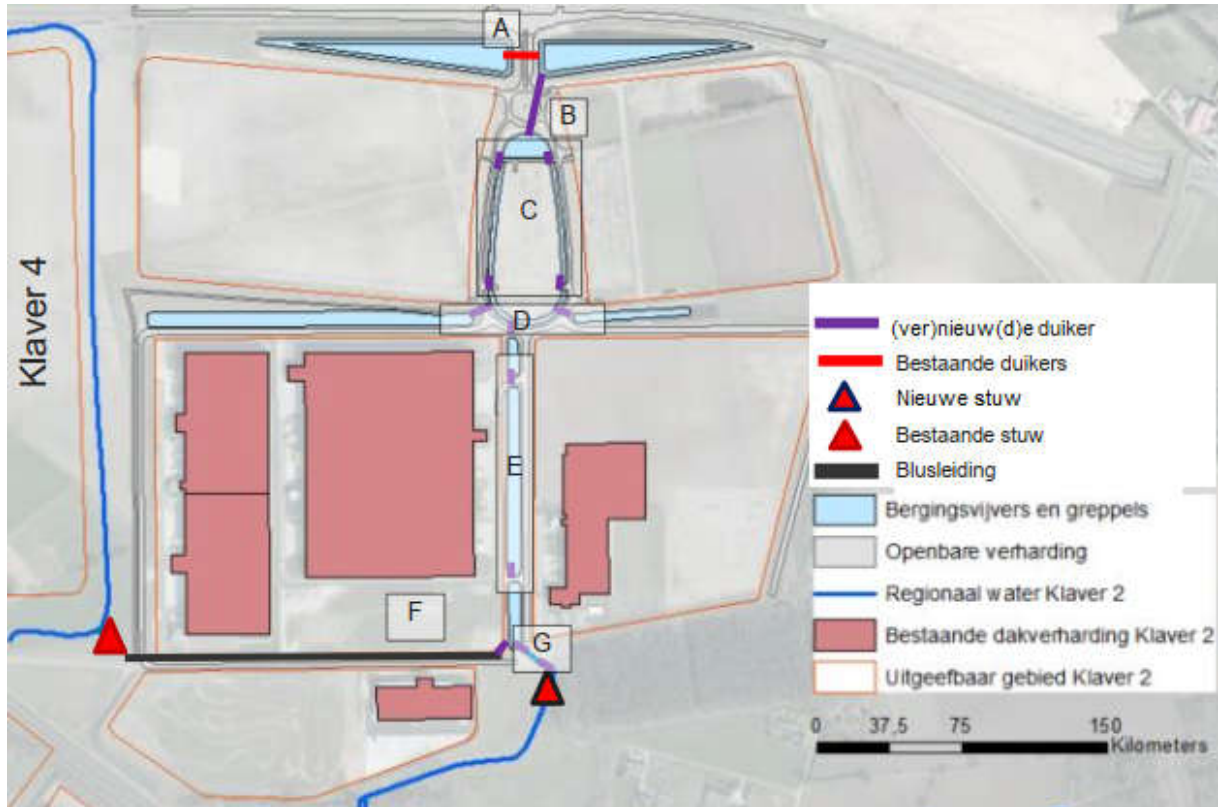 A
B
C
Klaver 4
D
E
F
G
(ver)nieuw(d)e duiker
Bestaande duikers
Nieuwe stuw
Bestaande stuw
Blusleiding
Bergingsvijvers en greppels
Openbare verharding
Regionaal water Klaver 2
Bestaande dakverharding Klaver 2
Uitgeefbaar gebied Klaver 2
0 37,5 75 150
Kilometers